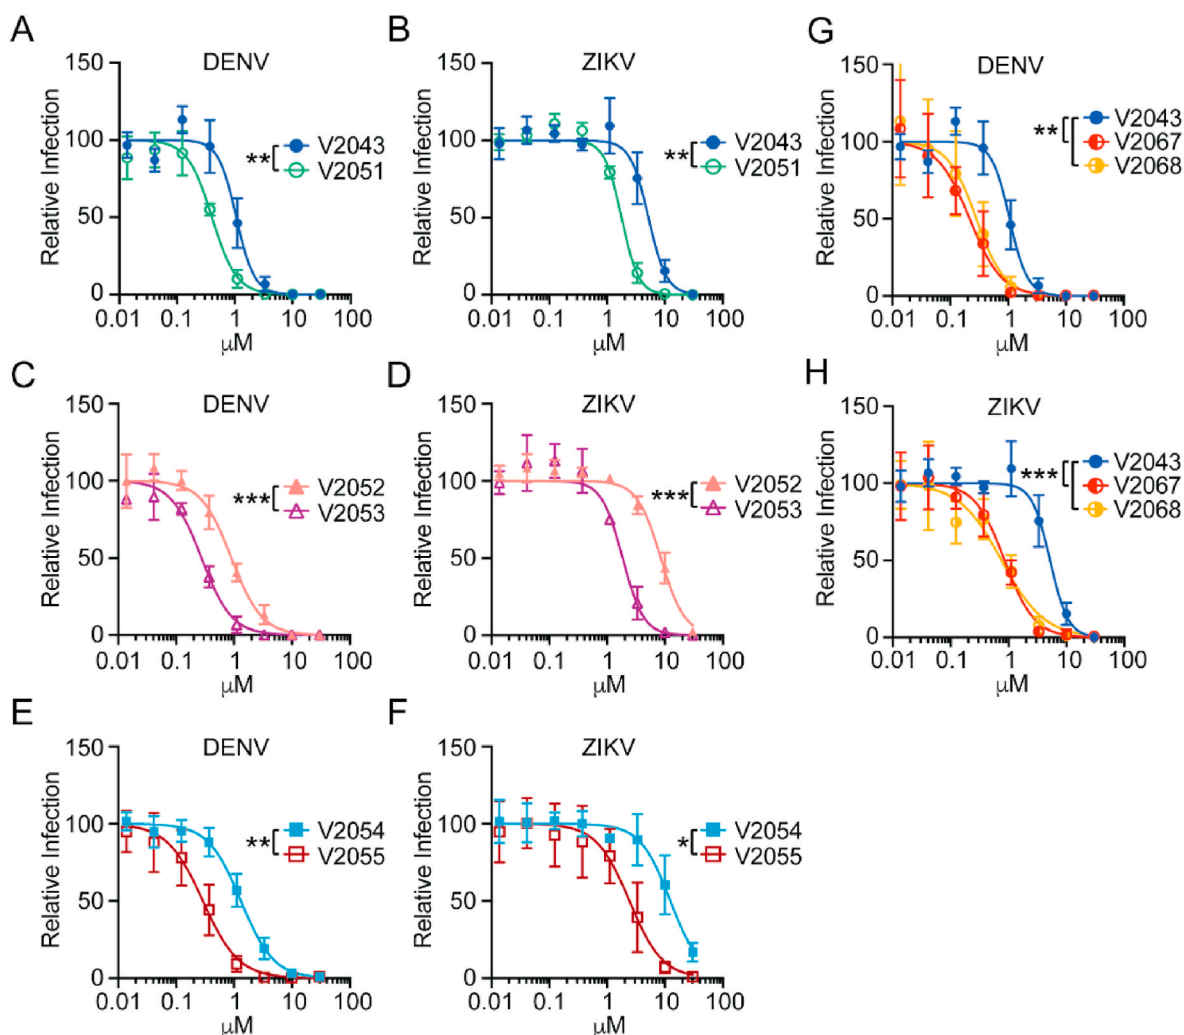 A
DENV
150
100
50
0
Relative Infection
0.01 0.1 1 10 100
μM
** V2043
V2051
B
ZIKV
150
100
50
0
Relative Infection
0.01 0.1 1 10 100
μM
** V2043
V2051
G
DENV
150
100
50
0
Relative Infection
0.01 0.1 1 10 100
μM
** V2043
V2067
V2068
C
DENV
150
100
50
0
Relative Infection
0.01 0.1 1 10 100
μM
*** V2052
V2053
D
ZIKV
150
100
50
0
Relative Infection
0.01 0.1 1 10 100
μM
*** V2052
V2053
H
ZIKV
150
100
50
0
Relative Infection
0.01 0.1 1 10 100
μM
*** V2043
V2067
V2068
E
DENV
150
100
50
0
Relative Infection
0.01 0.1 1 10 100
μM
** V2054
V2055
F
ZIKV
150
100
50
0
Relative Infection
0.01 0.1 1 10 100
μM
* V2054
V2055